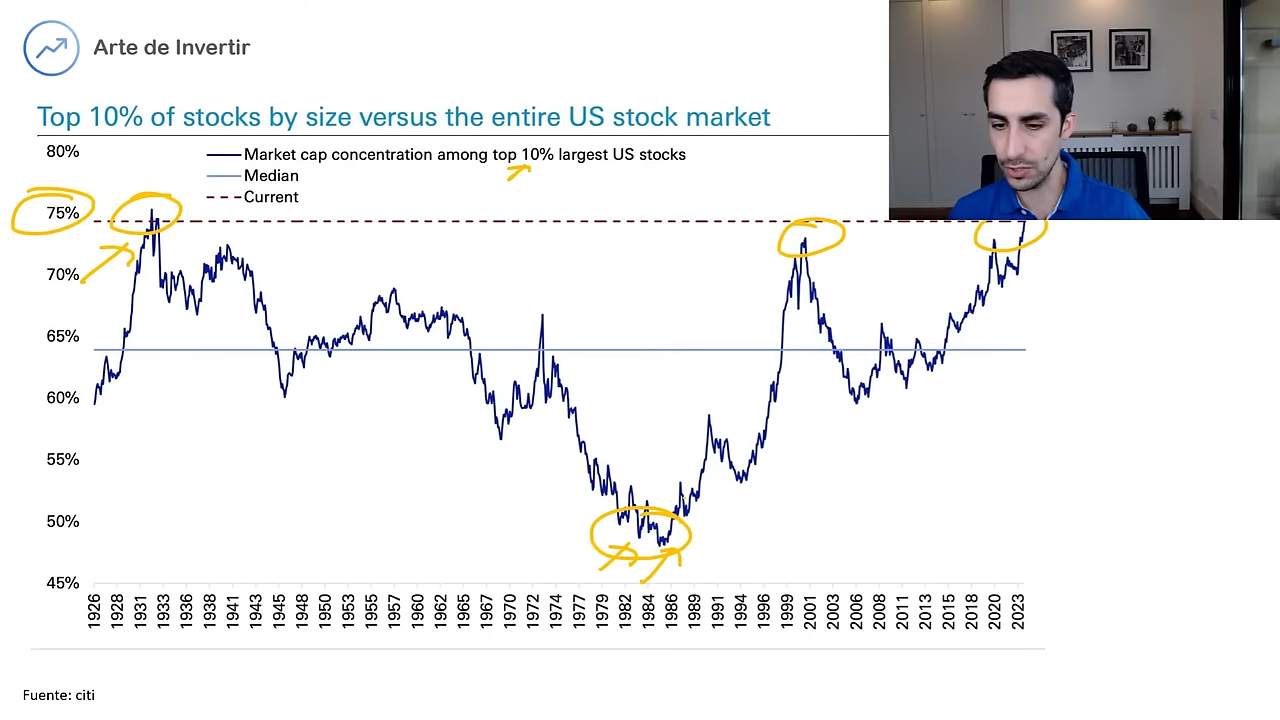 Arte de Invertir
Top 10% of stocks by size versus the entire US stock market
80%
Market cap concentration among top 10% largest US stocks
Median
75%
Current
70%
65%
60%
55%
50%
45%
1926 1928 1931 1933 1936 1938 1941 1943 1945 1948 1950 1953 1955 1957 1960 1962 1965 1967 1970 1972 1974 1977 1979 1982 1984 1986 1989 1991 1994 1996 1999 2001 2003 2006 2008 2011 2013 2015 2018 2020 2023
Fuente: citi